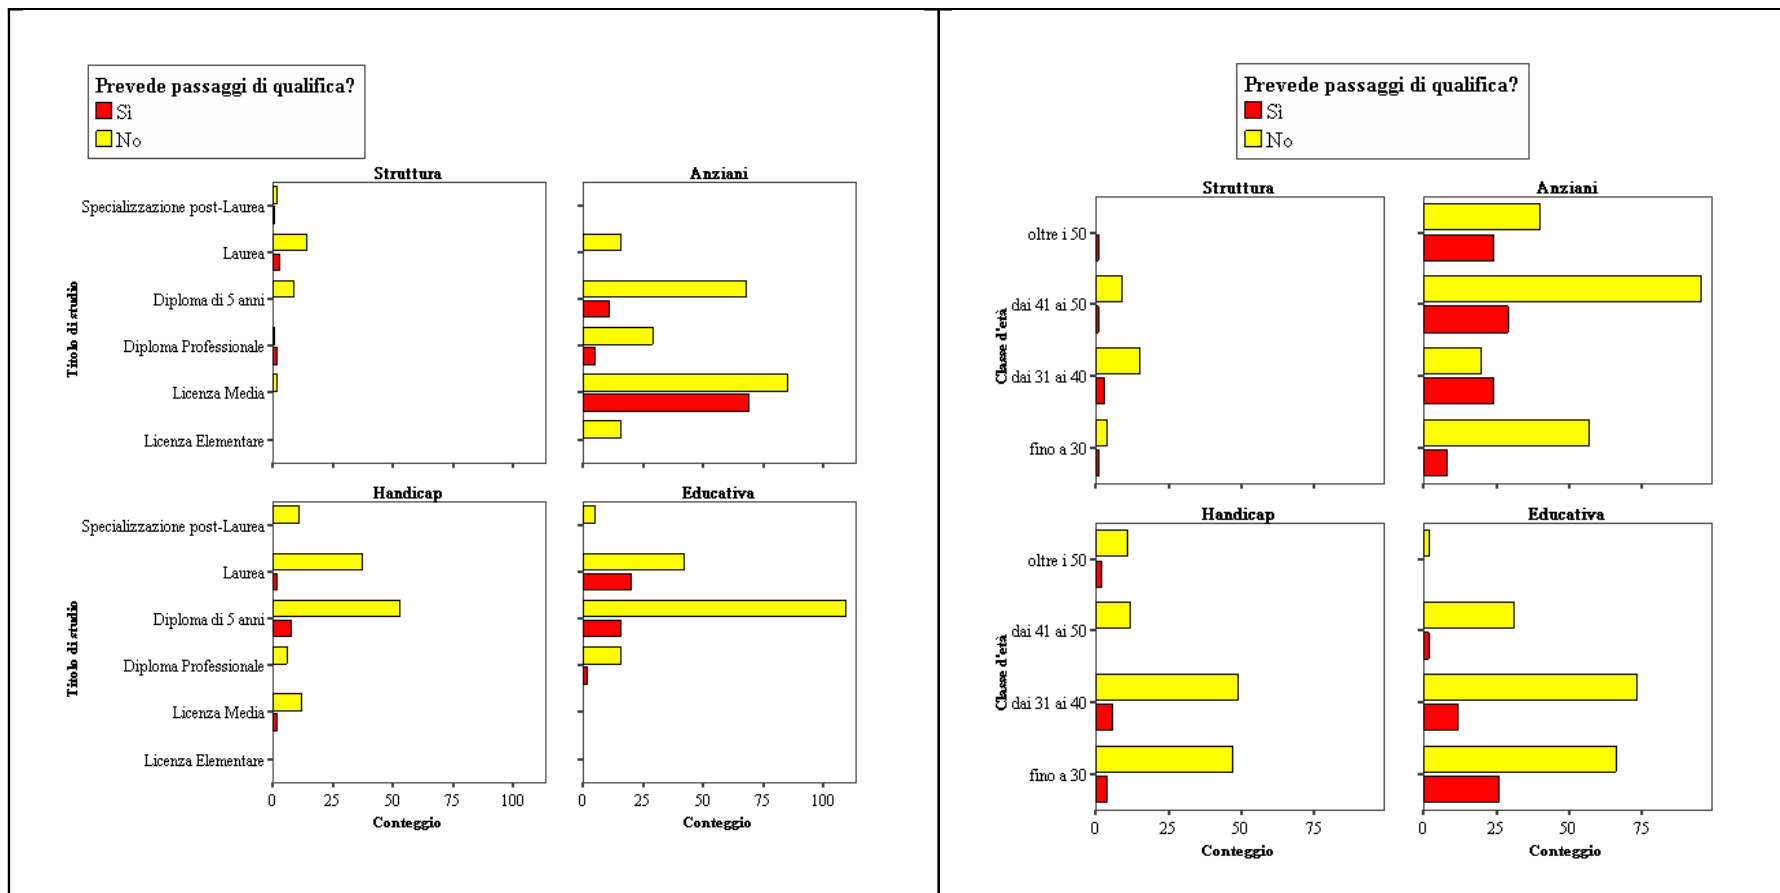 Prevede passaggi di qualifica?
Sì
No
Struttura
Anziani
Titolo di studio
Specializzazione post-Laurea
Laurea
Diploma di 5 anni
Diploma Professionale
Licenza Media
Licenza Elementare
Handicap
Educativa
Titolo di studio
Specializzazione post-Laurea
Laurea
Diploma di 5 anni
Diploma Professionale
Licenza Media
Licenza Elementare
0 25 50 75 100
0 25 50 75 100
Conteggio
Conteggio
Prevede passaggi di qualifica?
Sì
No
Struttura
Anziani
Classe d'età
oltre i 50
dai 41 ai 50
dai 31 ai 40
fino a 30
Handicap
Educativa
Classe d'età
oltre i 50
dai 41 ai 50
dai 31 ai 40
fino a 30
0 25 50 75
0 25 50 75
Conteggio
Conteggio